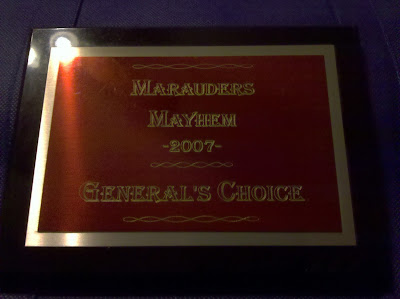 Marauders
Mayhem
-2007-
General's Choice